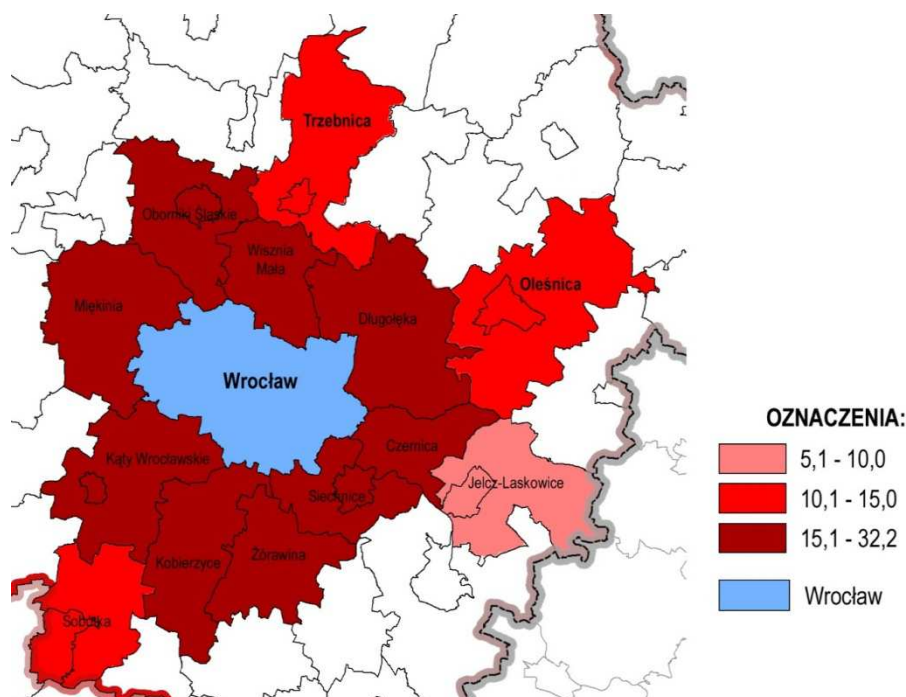 Trzebnica
Oborniki Śląskie
Wisznia
Mała
Oleśnica
Miękinia
Długołęka
Wrocław
Czernica
Kąty Wrocławskie
Jelcz-Laskowice
Siechnice
Kobierzyce
Żórawina
Sobótka
OZNACZENIA:
5,1 - 10,0
10,1 - 15,0
15,1 - 32,2
Wrocław